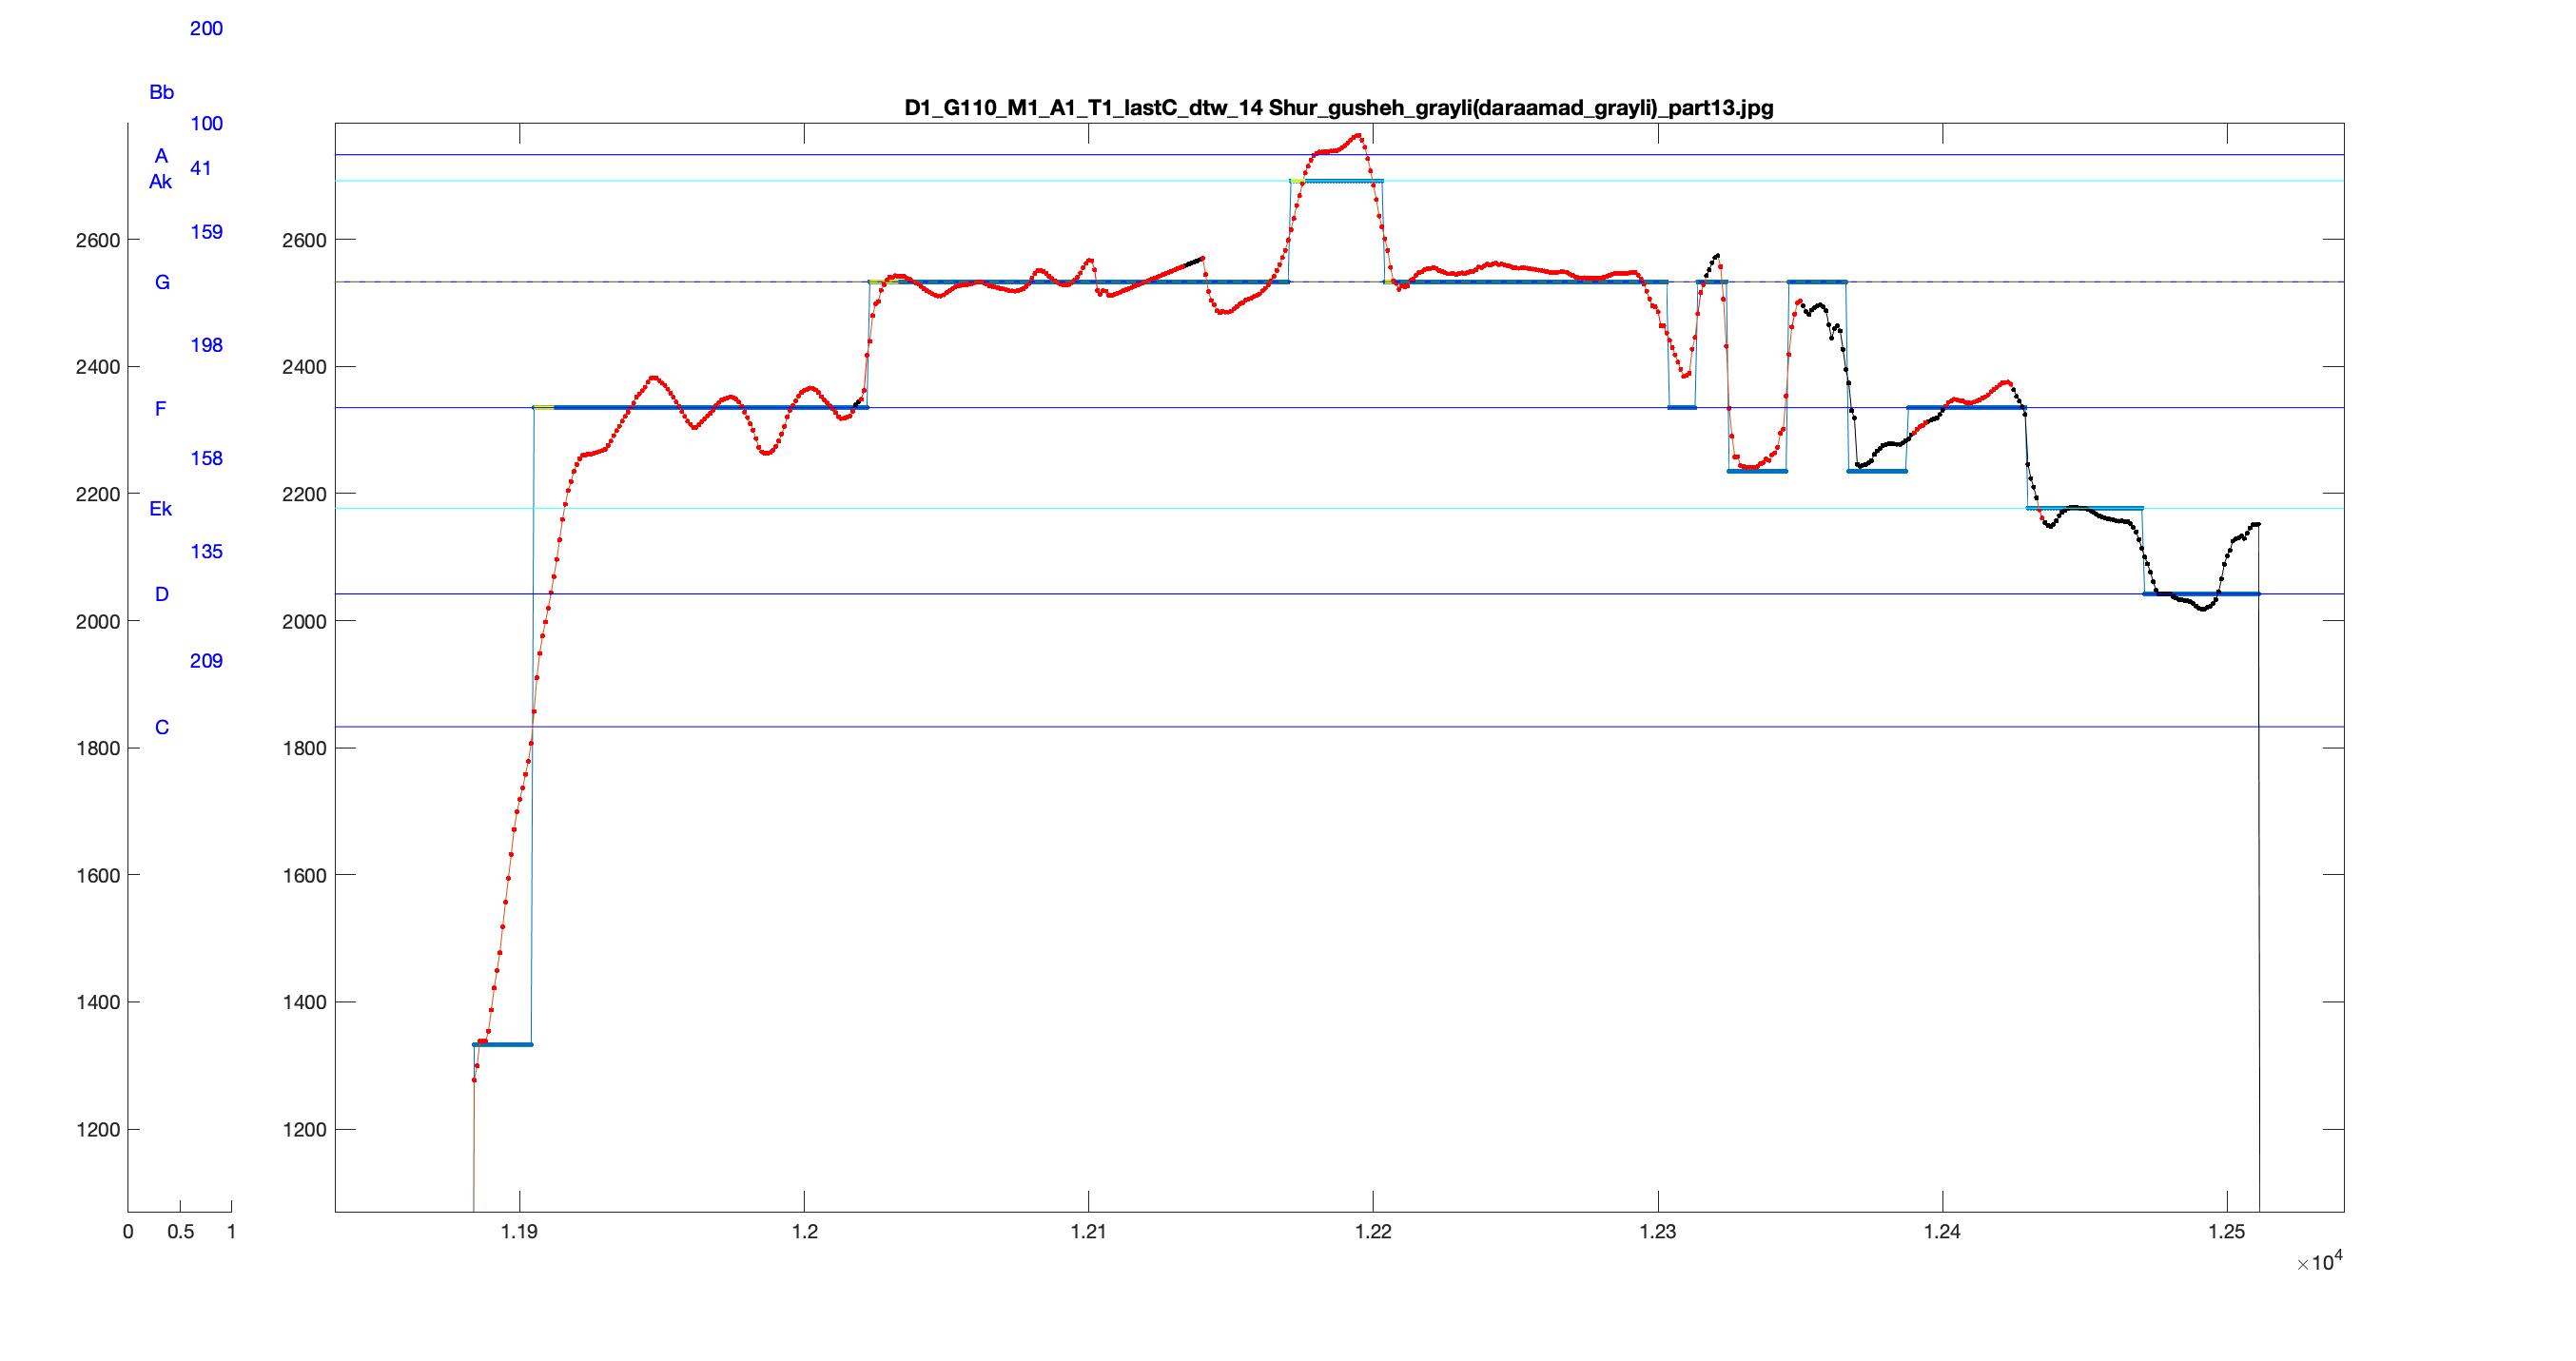 200
Bb
D1_G110_M1_A1_T1_lastC_dtw_14 Shur_gusheh_grayli(daraamad_grayli)_part13.jpg
100
A
41
Ak
159
2600
2600
G
198
2400
2400
F
158
2200
2200
Ek
135
D
2000
2000
209
C
1800
1800
1600
1600
1400
1400
1200
1200
0 0.5 1
1.19 1.2 1.21 1.22 1.23 1.24 1.25
×10^4